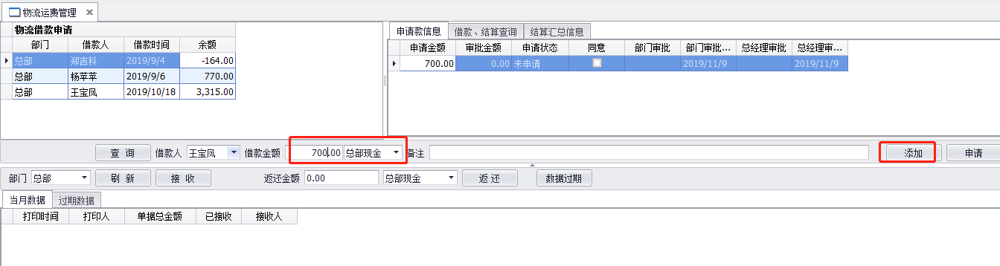 物流运费管理
物流借款申请
部门 借款人 借款时间 余额
总部 郑吉科 2019/9/4 -164.00
总部 杨苹苹 2019/9/6 770.00
总部 王宝凤 2019/10/18 3,315.00
申请款信息 借款、结算查询 结算汇总信息
申请金额 审批金额 申请状态 同意 部门审批 部门审批... 总经理审批 总经理审...
700.00 0.00 未申请 2019/11/9 2019/11/9
查 询 借款人 王宝凤 借款金额 700.00 总部现金 备注 添加 申请
部门 总部 刷 新 接 收 返还金额 0.00 总部现金 返 还 数据过期
当月数据 过期数据
打印时间 打印人 单据总金额 已接收 接收人